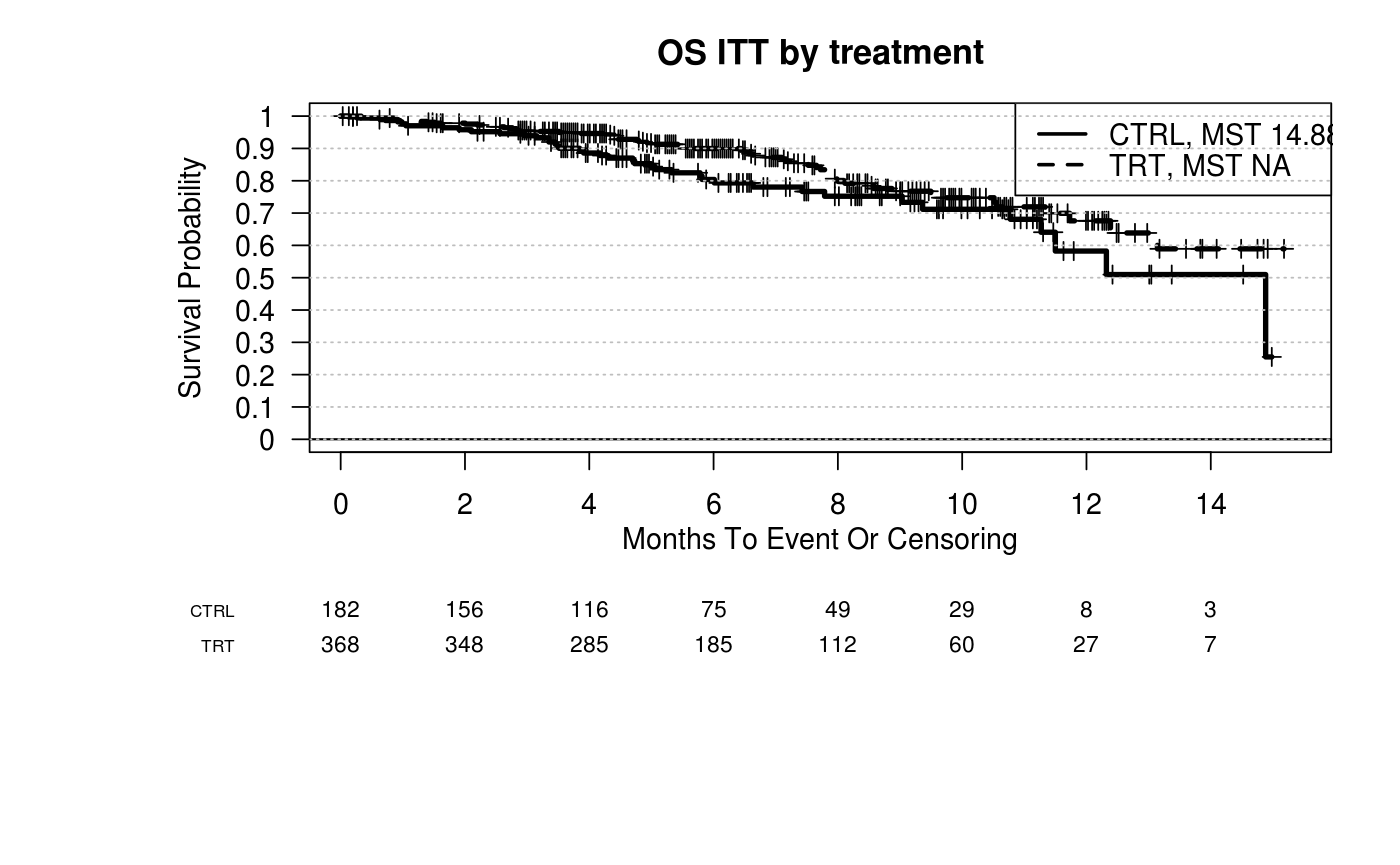 OS ITT by treatment
CTRL, MST 14.88
TRT, MST NA
Survival Probability
1
0.9
0.8
0.7
0.6
0.5
0.4
0.3
0.2
0.1
0
0 2 4 6 8 10 12 14
Months To Event Or Censoring
CTRL 182 156 116 75 49 29 8 3
TRT 368 348 285 185 112 60 27 7